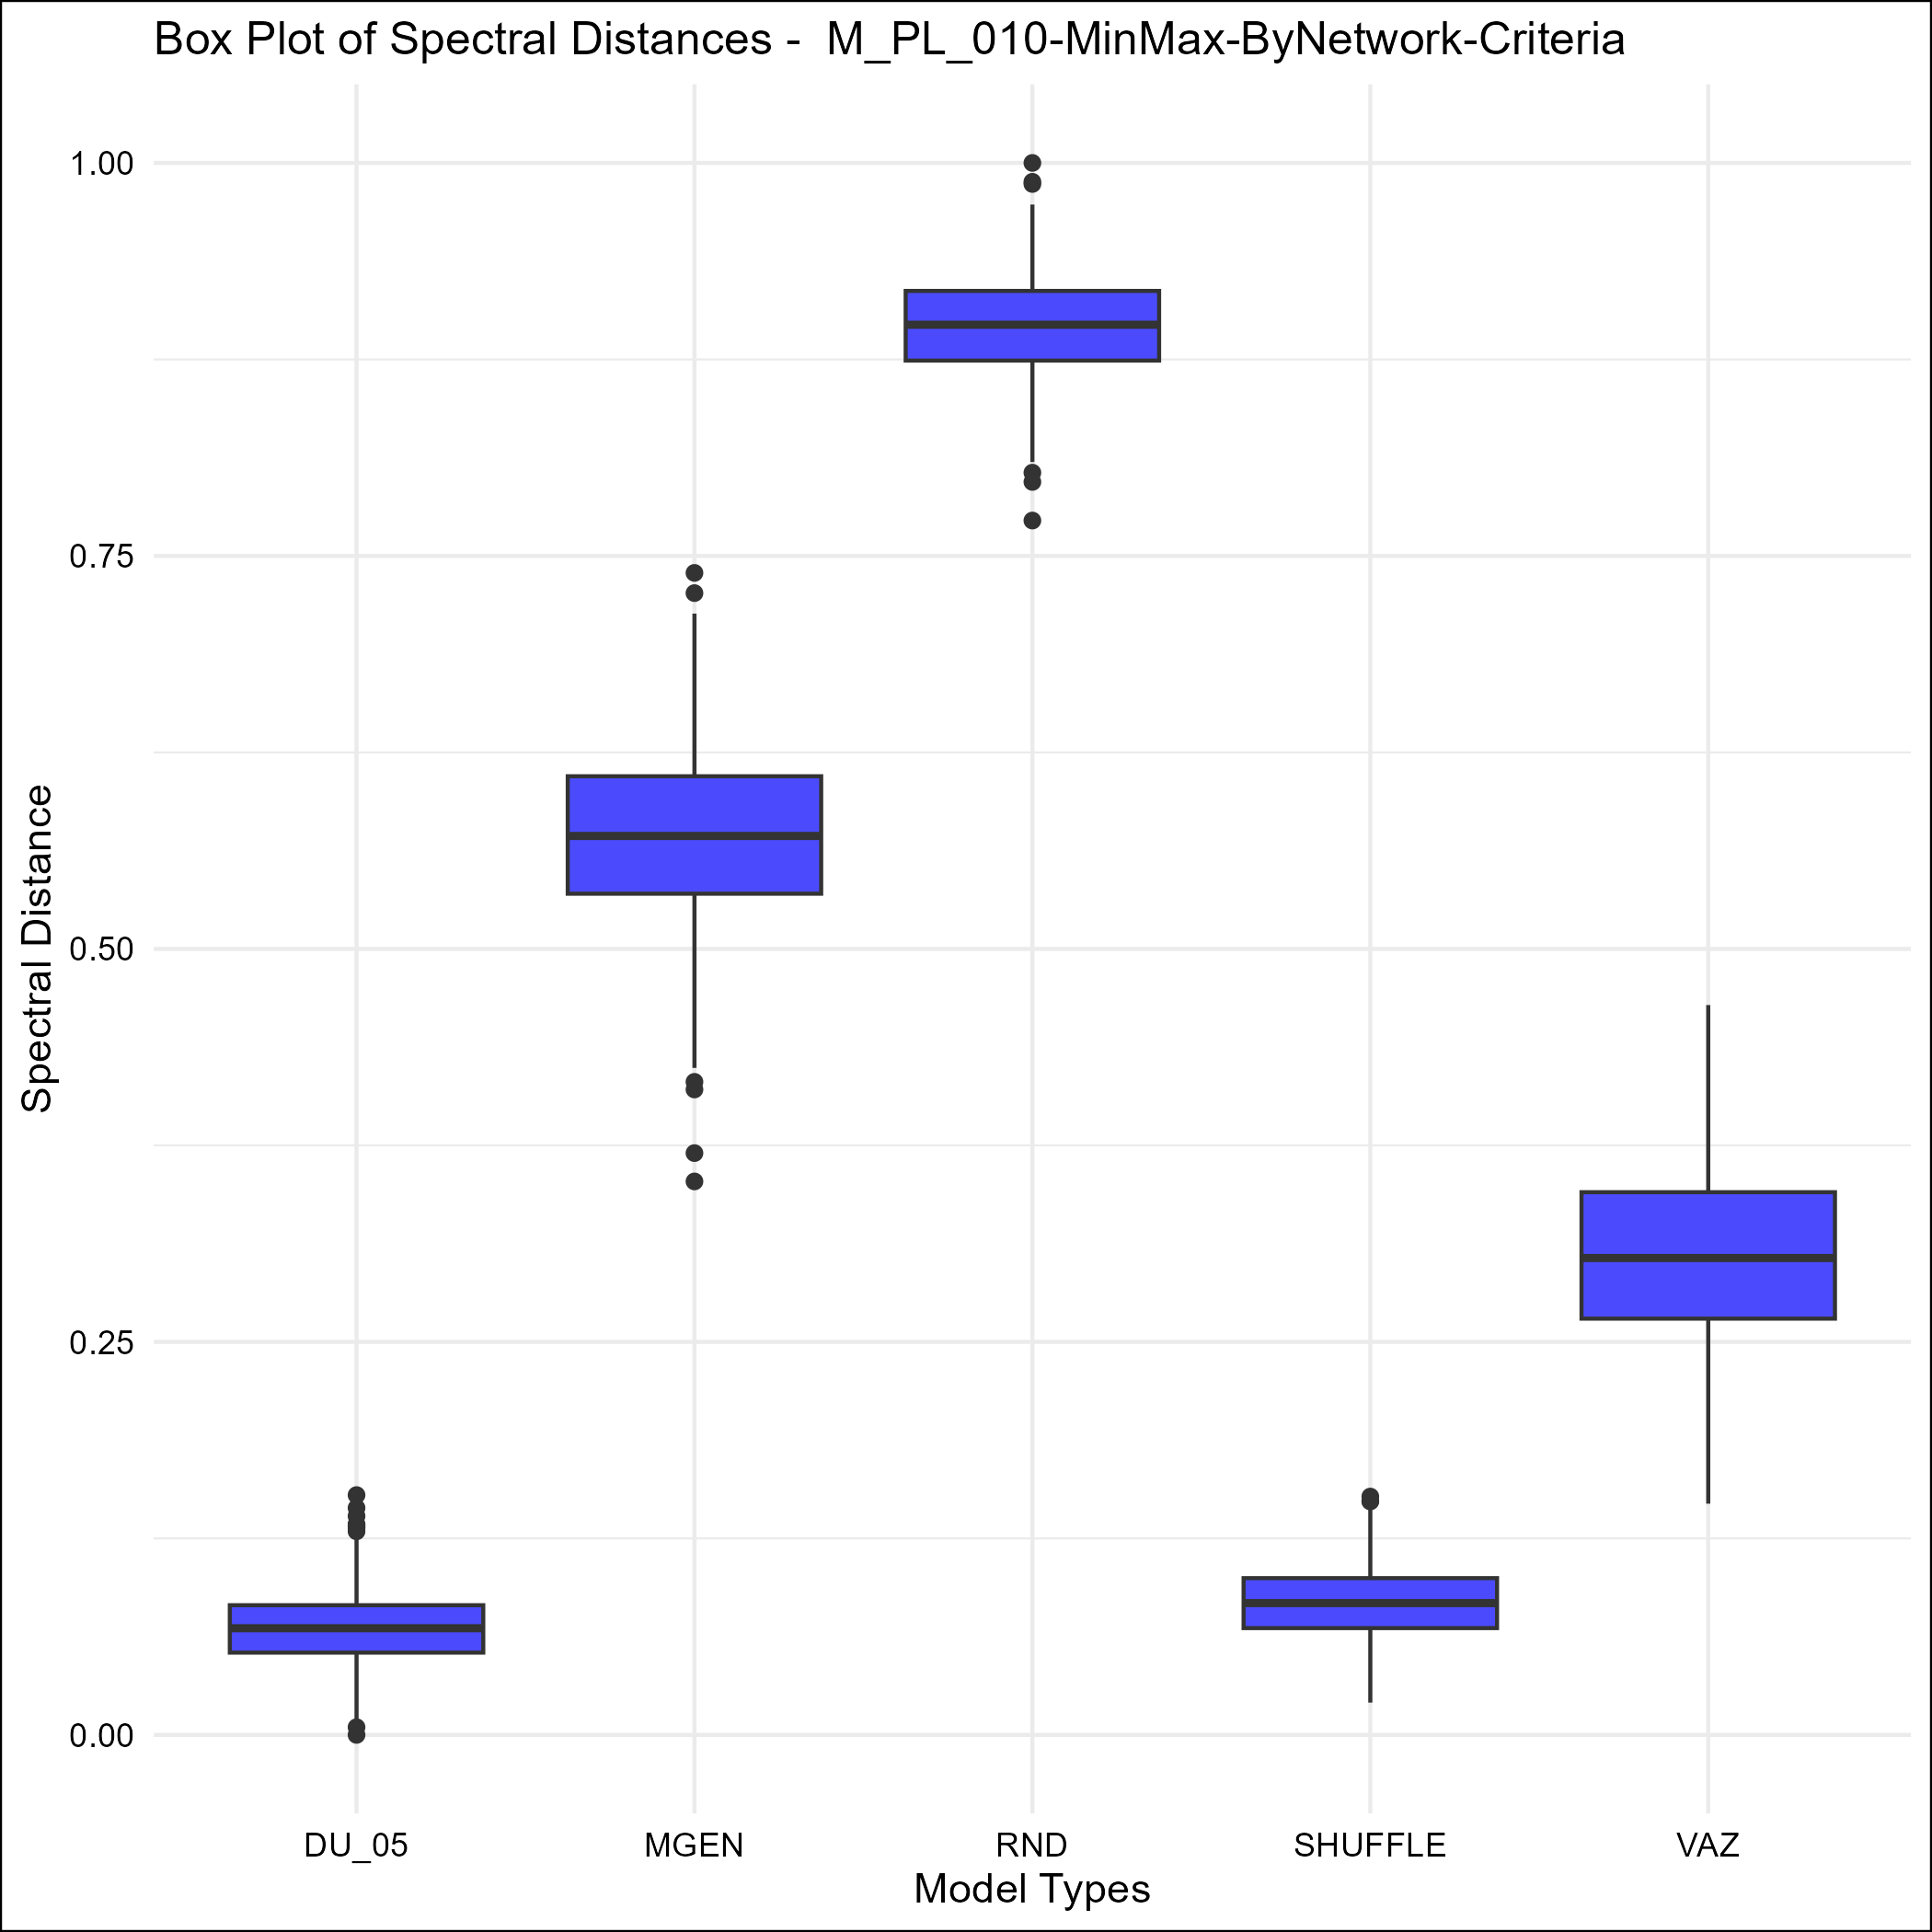 Box Plot of Spectral Distances -  M_PL_010-MinMax-ByNetwork-Criteria
1.00
0.75
0.50
0.25
0.00
Spectral Distance
DU_05 MGEN RND SHUFFLE VAZ
Model Types